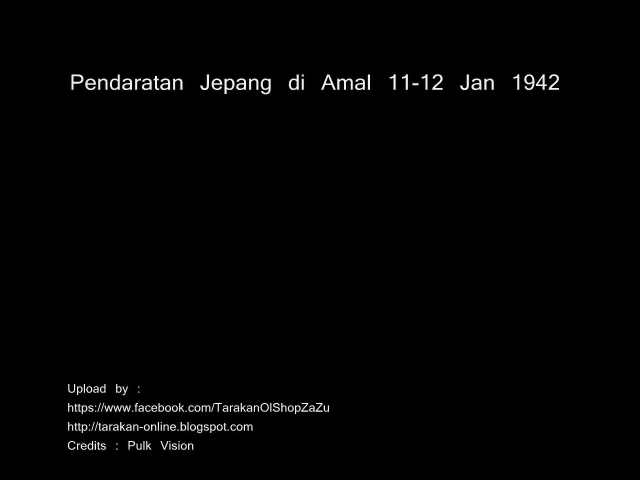 Pendaratan Jepang di Amal 11-12 Jan 1942
Upload by :
https://www.facebook.com/TarakanOlShopZaZu
http://tarakan-online.blogspot.com
Credits : Pulk Vision